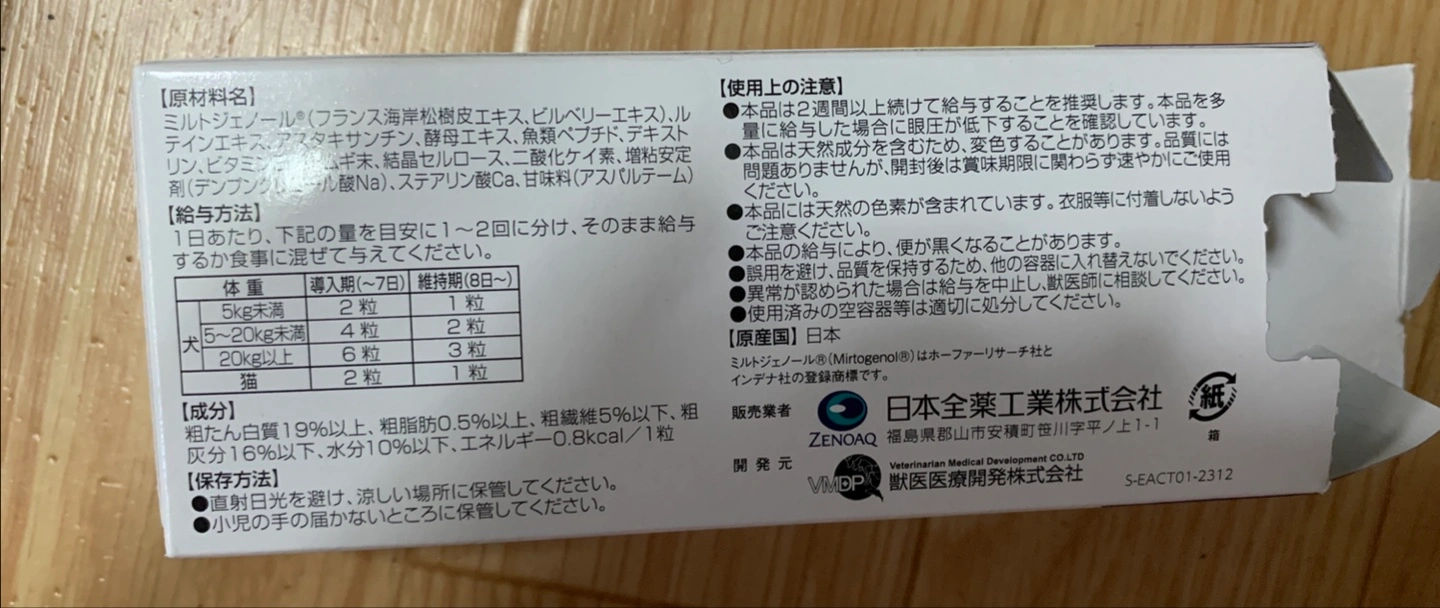 【原材料名】
ミルトジェノール®(フランス海岸松樹皮エキス、ビルベリーエキス)、ル
テインエキス、アスタキサンチン、酵母エキス、魚類ペプチド、デキスト
リン、ビタミン ムギ末、結晶セルロース、二酸化ケイ素、増粘安定
剤(デンプングリコール酸Na)、ステアリン酸Ca、甘味料(アスパルテーム)
【給与方法】
1日あたり、下記の量を目安に1〜2回に分け、そのまま給与
するか食事に混ぜて与えてください。
体重 導入期(〜7日) 維持期(8日〜)
犬 5kg未満 2粒 1粒
5〜20kg未満 4粒 2粒
20kg以上 6粒 3粒
猫 2粒 1粒
【成分】
粗たん白質19%以上、粗脂肪0.5%以上、粗繊維5%以下、粗
灰分16%以下、水分10%以下、エネルギー0.8kcal/1粒
【保存方法】
●直射日光を避け、涼しい場所に保管してください。
●小児の手の届かないところに保管してください。
【使用上の注意】
●本品は2週間以上続けて給与することを推奨します。本品を多
量に給与した場合に眼圧が低下することを確認しています。
●本品は天然成分を含むため、変色することがあります。品質には
問題ありませんが、開封後は賞味期限に関わらず速やかにご使用
ください。
●本品には天然の色素が含まれています。衣服等に付着しないよう
ご注意ください。
●本品の給与により、便が黒くなることがあります。
●誤用を避け、品質を保持するため、他の容器に入れ替えないでください。
●異常が認められた場合は給与を中止し、獣医師に相談してください。
●使用済みの空容器等は適切に処分してください。
【原産国】日本
ミルトジェノール®(Mirtogenol®)はホーファーリサーチ社と
インデナ社の登録商標です。
販売業者 ZENOAQ 日本全薬工業株式会社
福島県郡山市安積町笹川字平ノ上1-1
紙
箱
開発元 VMDP Veterinarian Medical Development CO.LTD
獣医医療開発株式会社
S-EACT01-2312